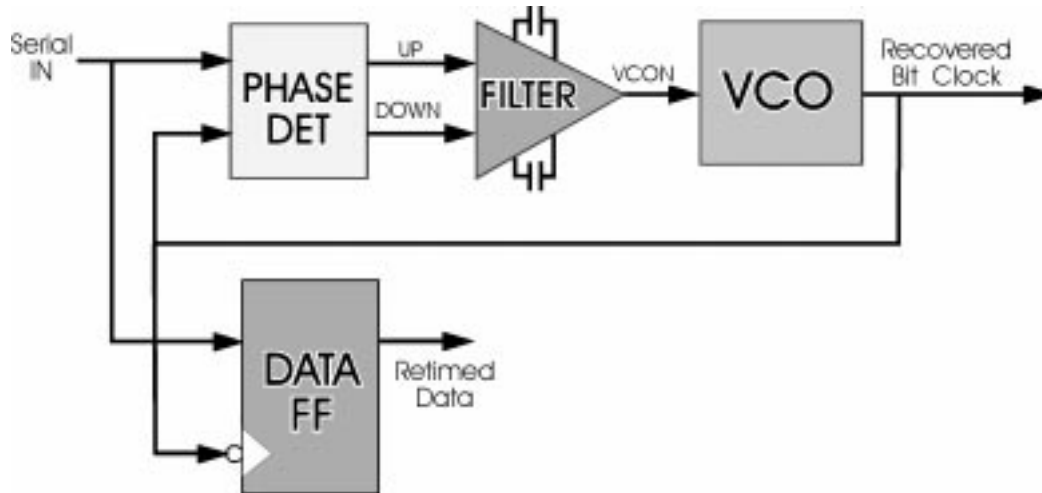 Serial
IN
PHASE
DET
UP
DOWN
FILTER
VCON
VCO
Recovered
Bit Clock
DATA
FF
Retimed
Data